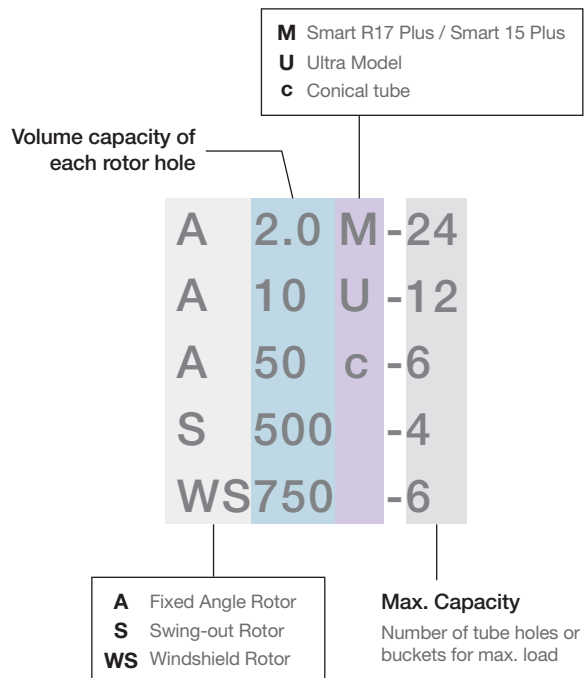 M Smart R17 Plus / Smart 15 Plus
U Ultra Model
c Conical tube
Volume capacity of
each rotor hole
A 2.0 M -24
A 10 U -12
A 50 c -6
S 500 -4
WS 750 -6
A Fixed Angle Rotor
S Swing-out Rotor
WS Windshield Rotor
Max. Capacity
Number of tube holes or
buckets for max. load